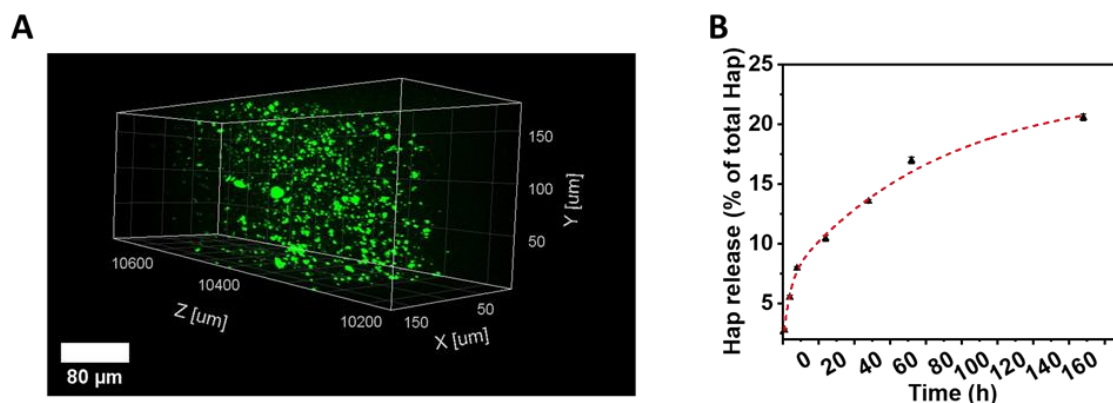 A
150
100
50
Y [um]
10600
10400
10200
Z [um]
150
50
X [um]
80 µm
B
25
20
15
10
5
Hap release (% of total Hap)
0 20 40 60 80 100 120 140 160
Time (h)